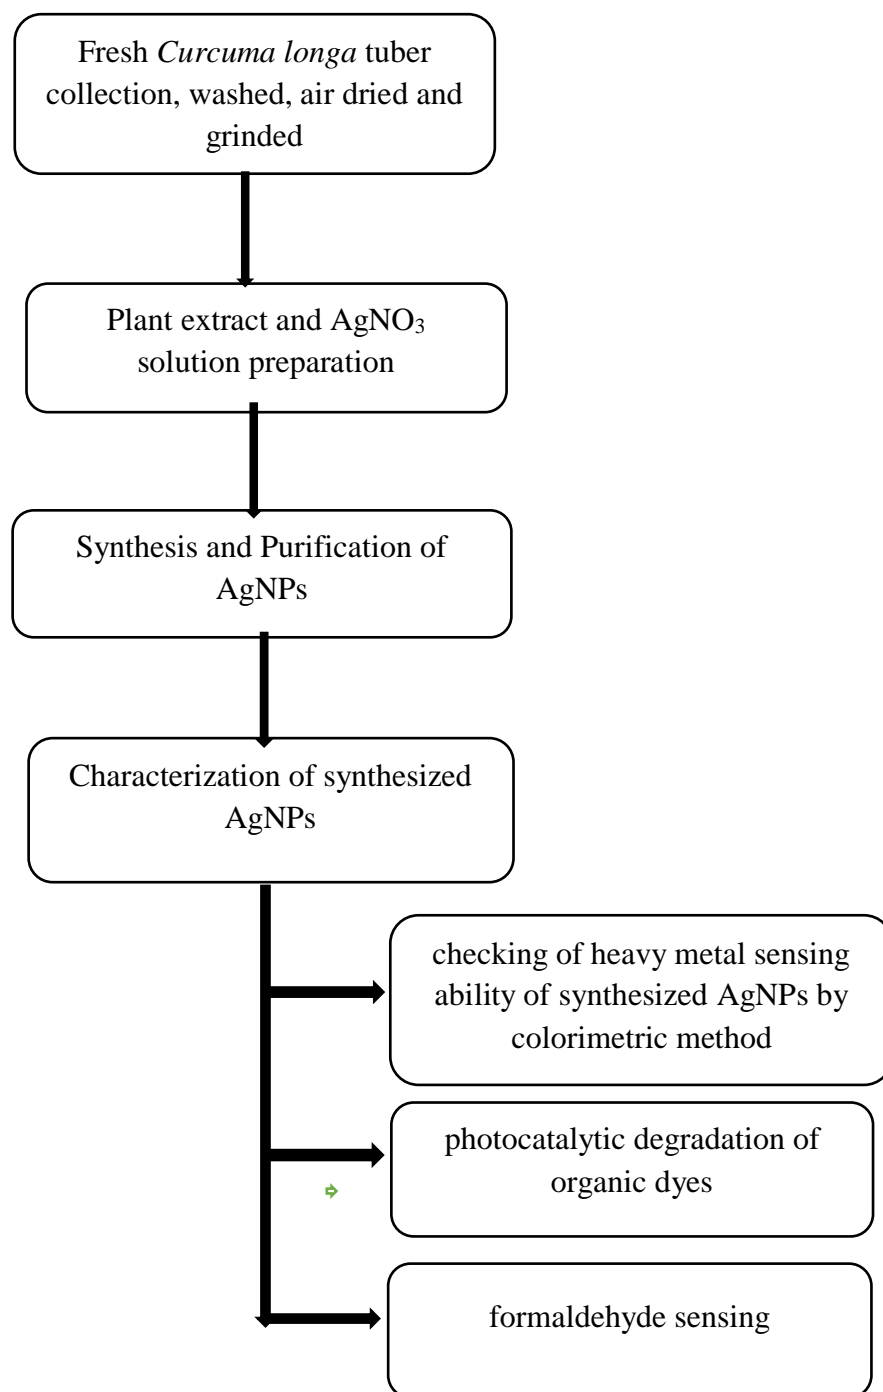 Fresh Curcuma longa tuber
collection, washed, air dried and
grinded
Plant extract and AgNO₃
solution preparation
Synthesis and Purification of
AgNPs
Characterization of synthesized
AgNPs
checking of heavy metal sensing
ability of synthesized AgNPs by
colorimetric method
photocatalytic degradation of
organic dyes
formaldehyde sensing